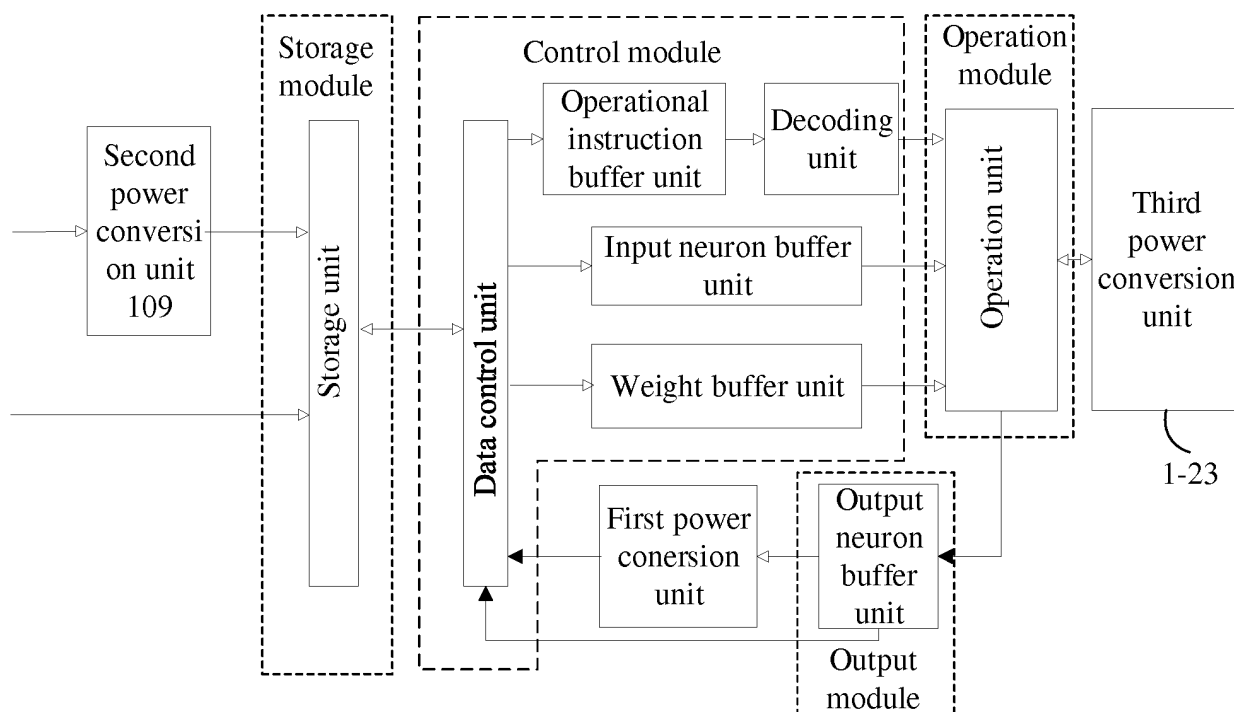 Storage
module
Control module
Operation
module
Second
power
conversi
on unit
109
Storage unit
Data control unit
Operational
instruction
buffer unit
Decoding
unit
Input neuron buffer
unit
Weight buffer unit
Operation unit
Third
power
conversion
unit
1-23
First power
conersion
unit
Output
neuron
buffer
unit
Output
module